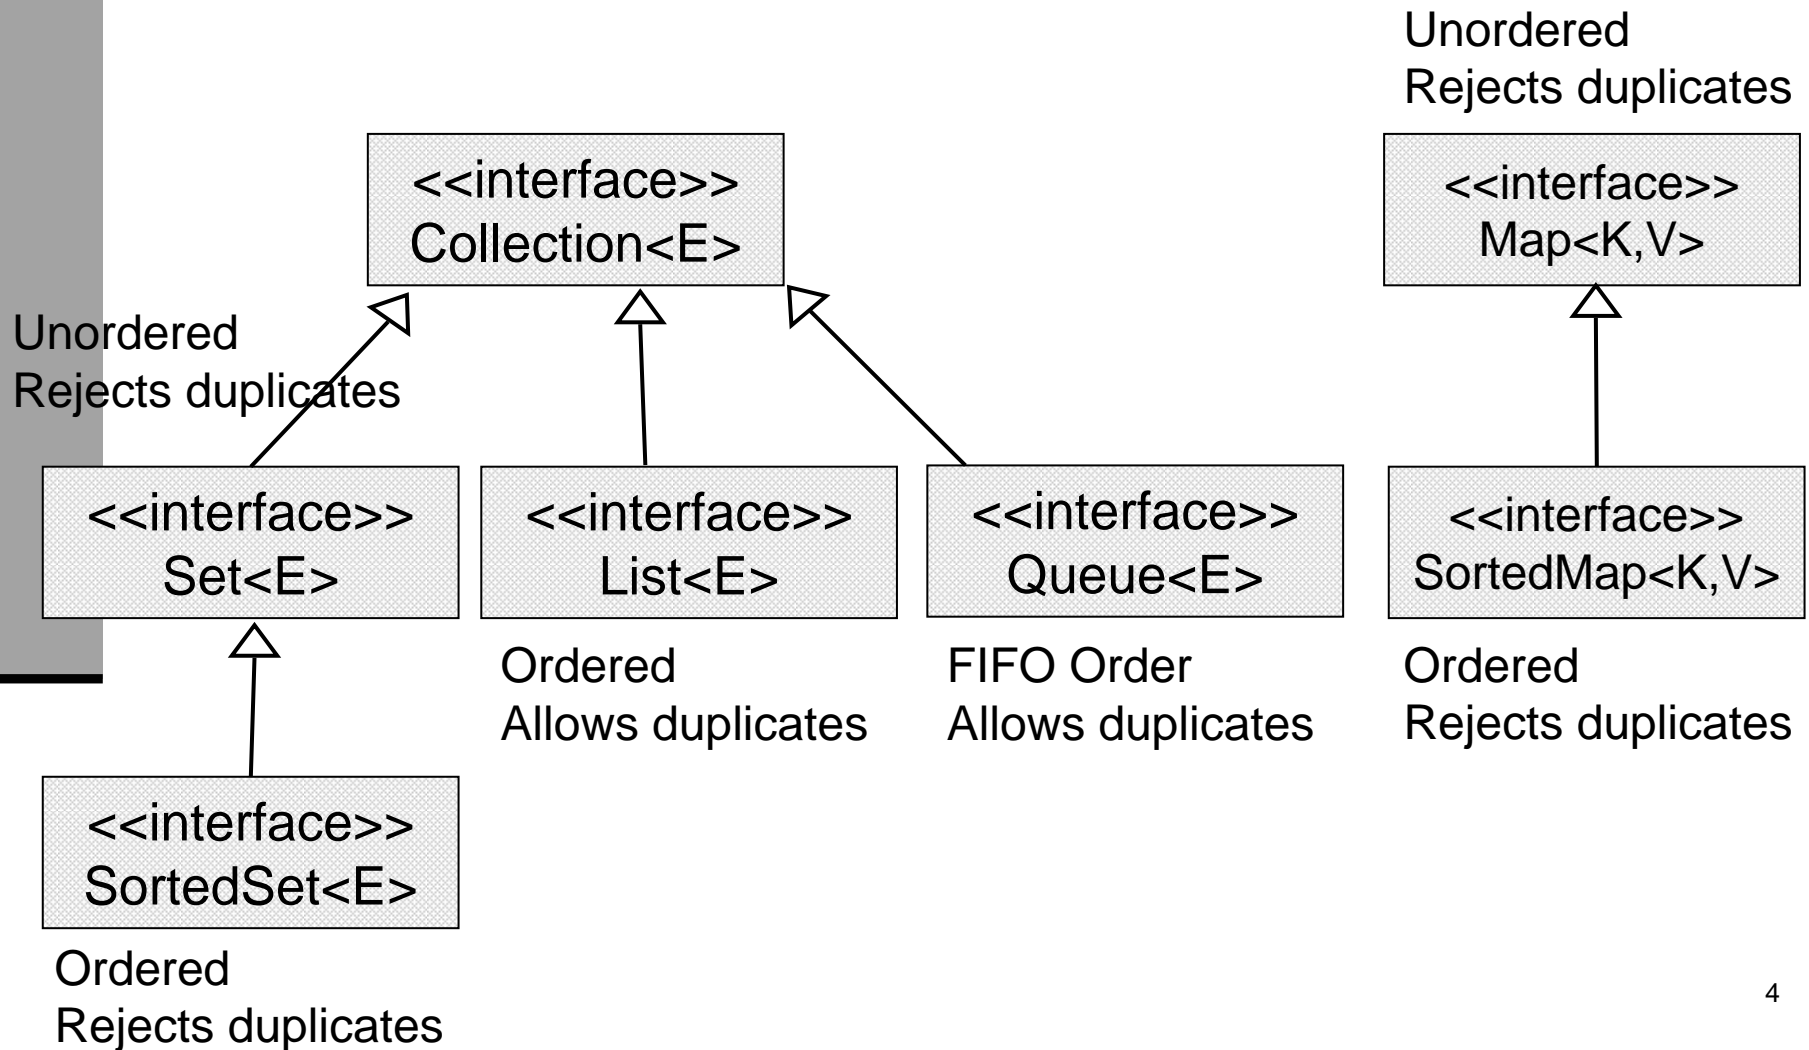 Unordered
Rejects duplicates
<<interface>>
Collection<E>
<<interface>>
Map<K,V>
Unordered
Rejects duplicates
<<interface>>
Set<E>
<<interface>>
List<E>
<<interface>>
Queue<E>
<<interface>>
SortedMap<K,V>
Ordered
Allows duplicates
FIFO Order
Allows duplicates
Ordered
Rejects duplicates
<<interface>>
SortedSet<E>
Ordered
Rejects duplicates
4